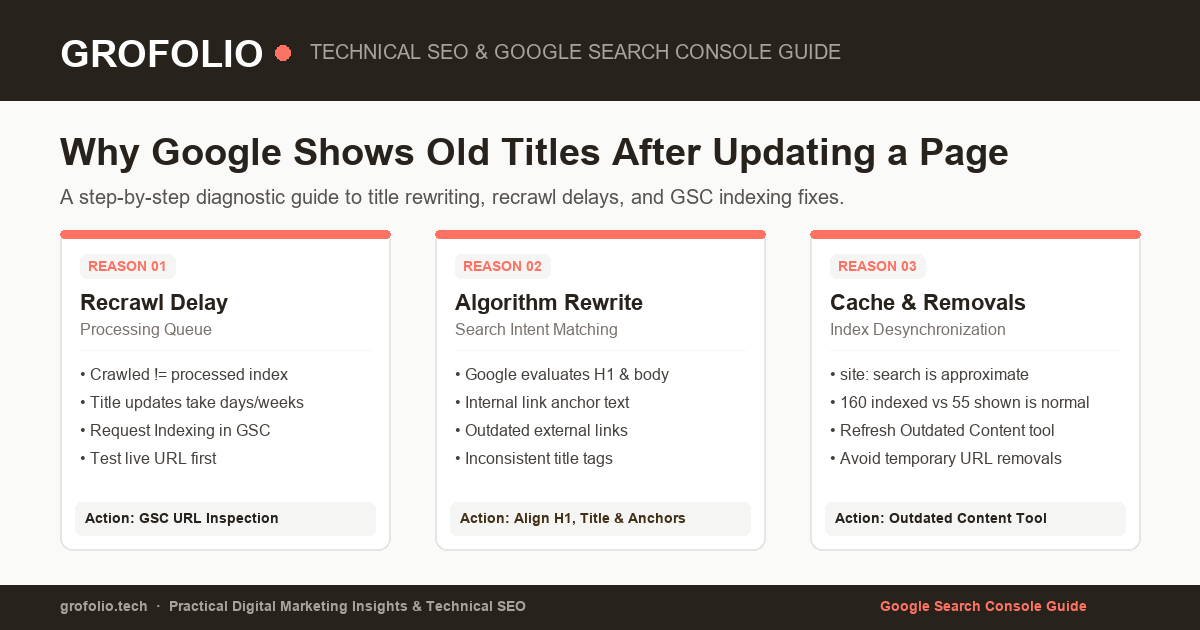 GROFOLIO
TECHNICAL SEO & GOOGLE SEARCH CONSOLE GUIDE
Why Google Shows Old Titles After Updating a Page
A step-by-step diagnostic guide to title rewriting, recrawl delays, and GSC indexing fixes.
REASON 01
Recrawl Delay
Processing Queue
• Crawled != processed index
• Title updates take days/weeks
• Request Indexing in GSC
• Test live URL first
Action: GSC URL Inspection
REASON 02
Algorithm Rewrite
Search Intent Matching
• Google evaluates H1 & body
• Internal link anchor text
• Outdated external links
• Inconsistent title tags
Action: Align H1, Title & Anchors
REASON 03
Cache & Removals
Index Desynchronization
• site: search is approximate
• 160 indexed vs 55 shown is normal
• Refresh Outdated Content tool
• Avoid temporary URL removals
Action: Outdated Content Tool
grofolio.tech · Practical Digital Marketing Insights & Technical SEO
Google Search Console Guide